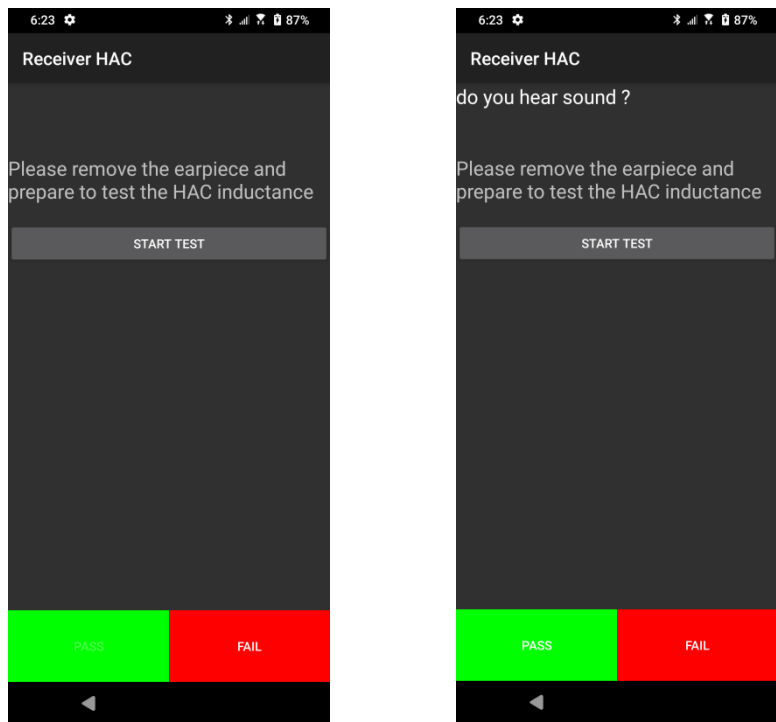 6:23 87%
Receiver HAC
Please remove the earpiece and
prepare to test the HAC inductance
START TEST
PASS FAIL
6:23 87%
Receiver HAC
do you hear sound ?
Please remove the earpiece and
prepare to test the HAC inductance
START TEST
PASS FAIL